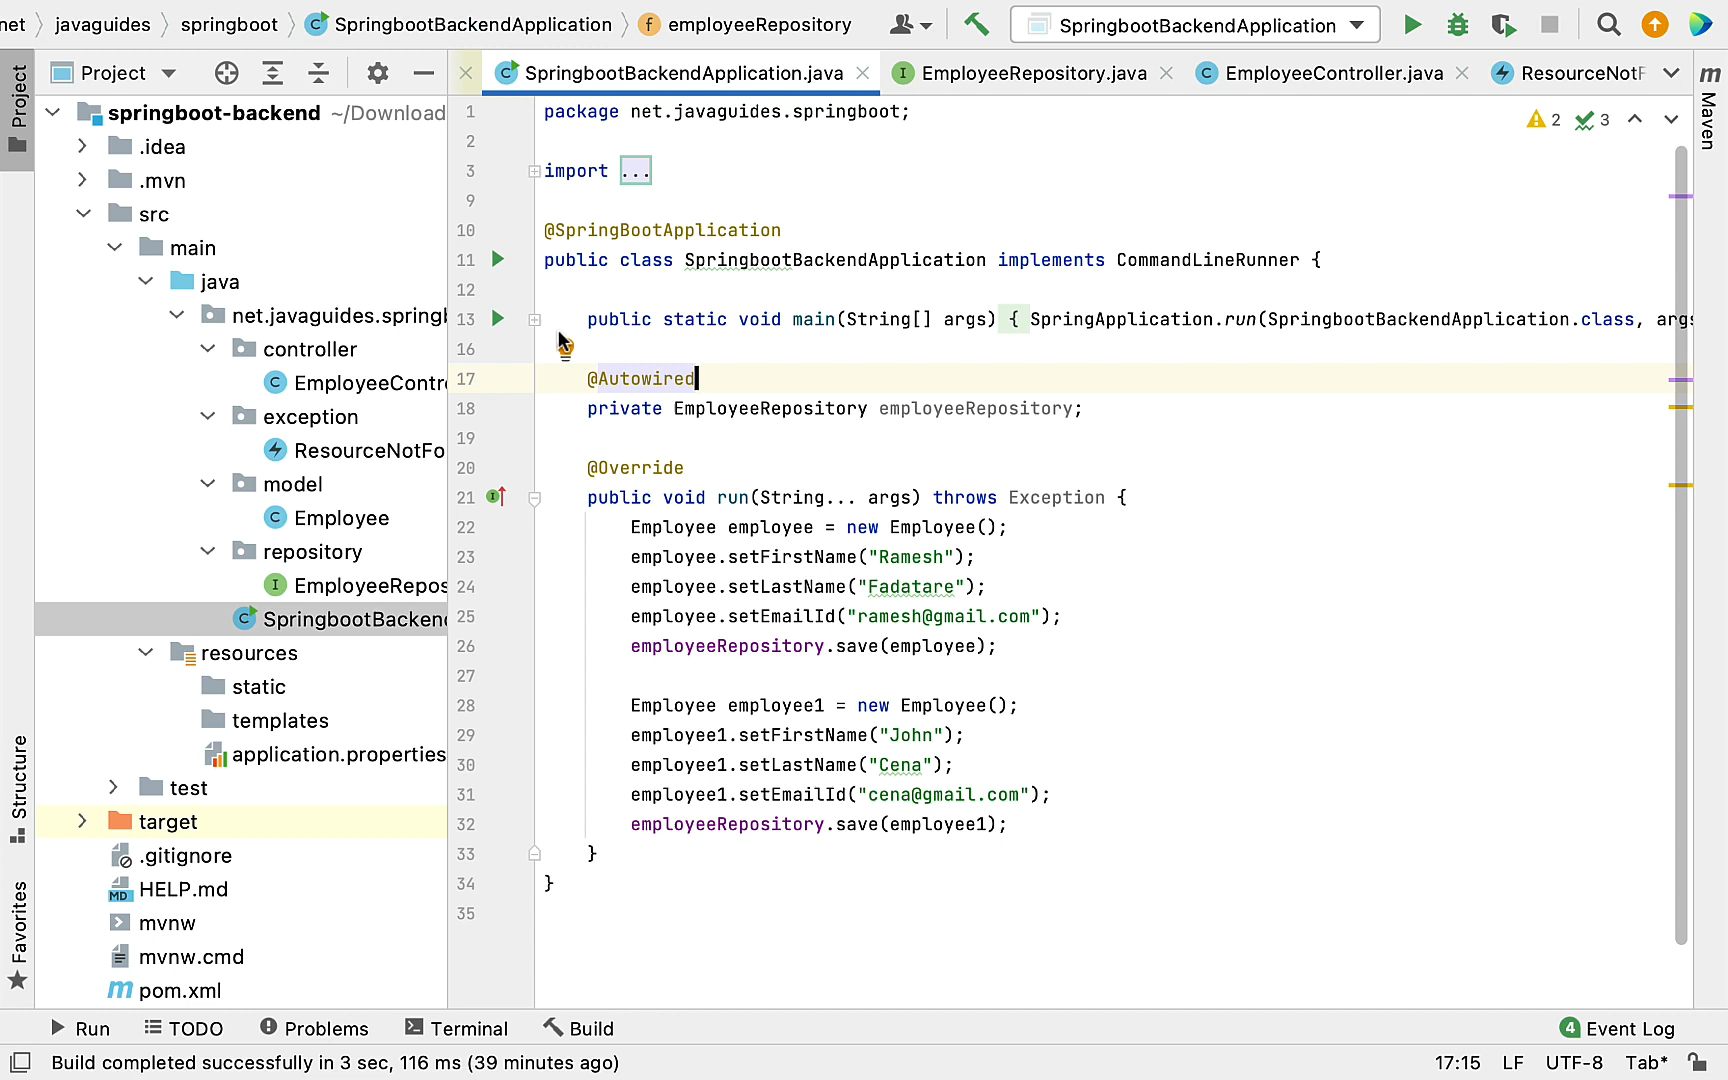 net javaguides springboot SpringbootBackendApplication employeeRepository SpringbootBackendApplication
Project SpringbootBackendApplication.java EmployeeRepository.java EmployeeController.java ResourceNotF
Project
Structure
Favorites
springboot-backend ~/Download
.idea
.mvn
src
main
java
net.javaguides.spring
controller
EmployeeContr
exception
ResourceNotFo
model
Employee
repository
EmployeeRepos
SpringbootBacken
resources
static
templates
application.properties
test
target
.gitignore
MD HELP.md
mvnw
mvnw.cmd
m pom.xml
2 3
1 package net.javaguides.springboot;
2
3 import ...
9
10 @SpringBootApplication
11 public class SpringbootBackendApplication implements CommandLineRunner {
12
13 public static void main(String[] args) { SpringApplication.run(SpringbootBackendApplication.class, args
16
17 @Autowired
18 private EmployeeRepository employeeRepository;
19
20 @Override
21 public void run(String... args) throws Exception {
22 Employee employee = new Employee();
23 employee.setFirstName("Ramesh");
24 employee.setLastName("Fadatare");
25 employee.setEmailId("ramesh@gmail.com");
26 employeeRepository.save(employee);
27
28 Employee employee1 = new Employee();
29 employee1.setFirstName("John");
30 employee1.setLastName("Cena");
31 employee1.setEmailId("cena@gmail.com");
32 employeeRepository.save(employee1);
33 }
34 }
35
m Maven
Run TODO Problems Terminal Build 4 Event Log
Build completed successfully in 3 sec, 116 ms (39 minutes ago) 17:15 LF UTF-8 Tab*